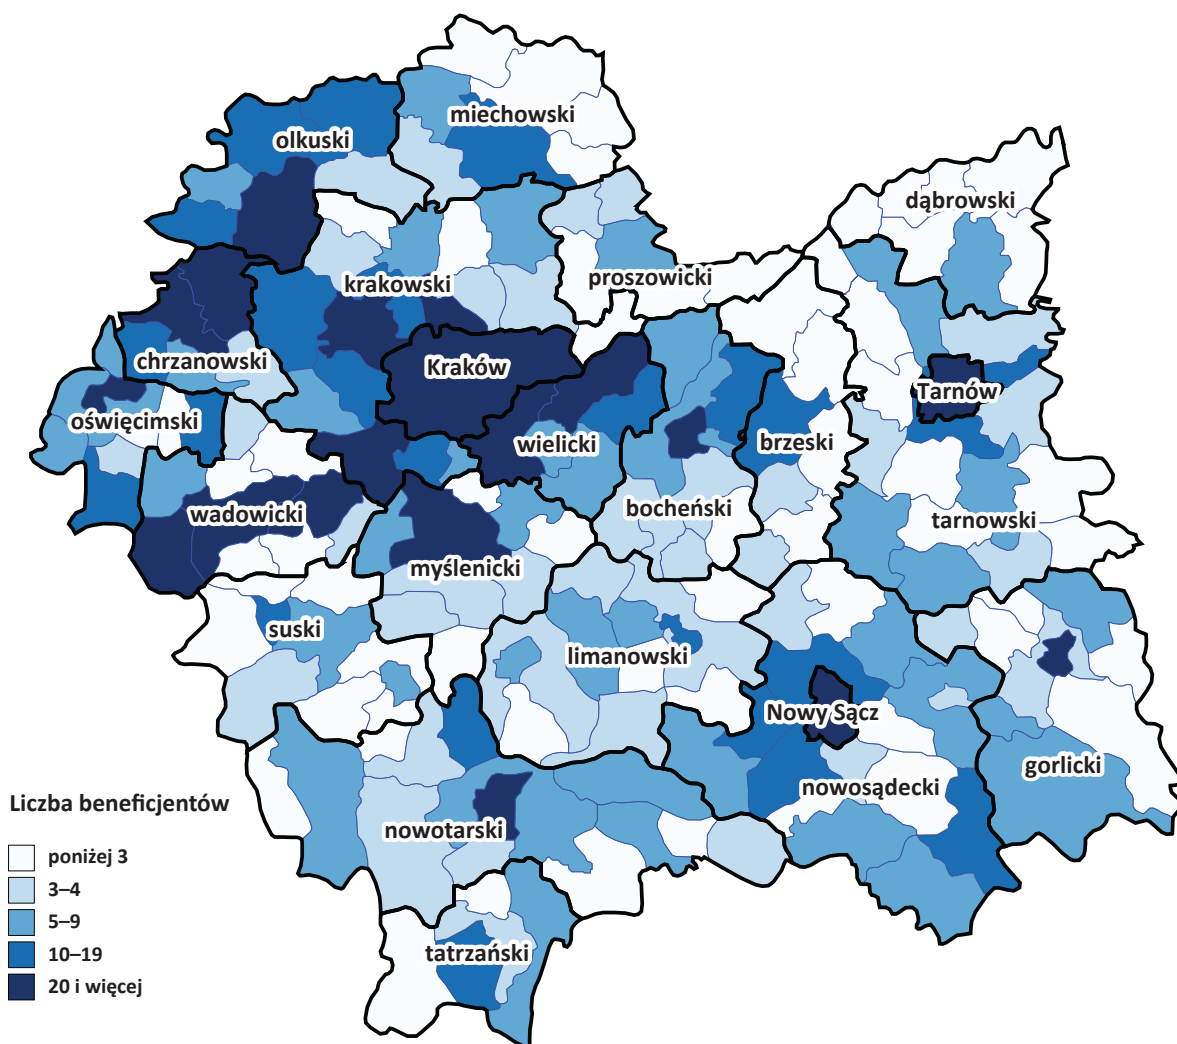 miechowski
olkuski
dąbrowski
krakowski
proszowicki
chrzanowski
Kraków
Tarnów
oświęcimski
wielicki
brzeski
wadowicki
bocheński
tarnowski
myślenicki
suski
limanowski
Nowy Sącz
gorlicki
nowosądecki
nowotarski
tatrzański
Liczba beneficjentów
poniżej 3
3–4
5–9
10–19
20 i więcej